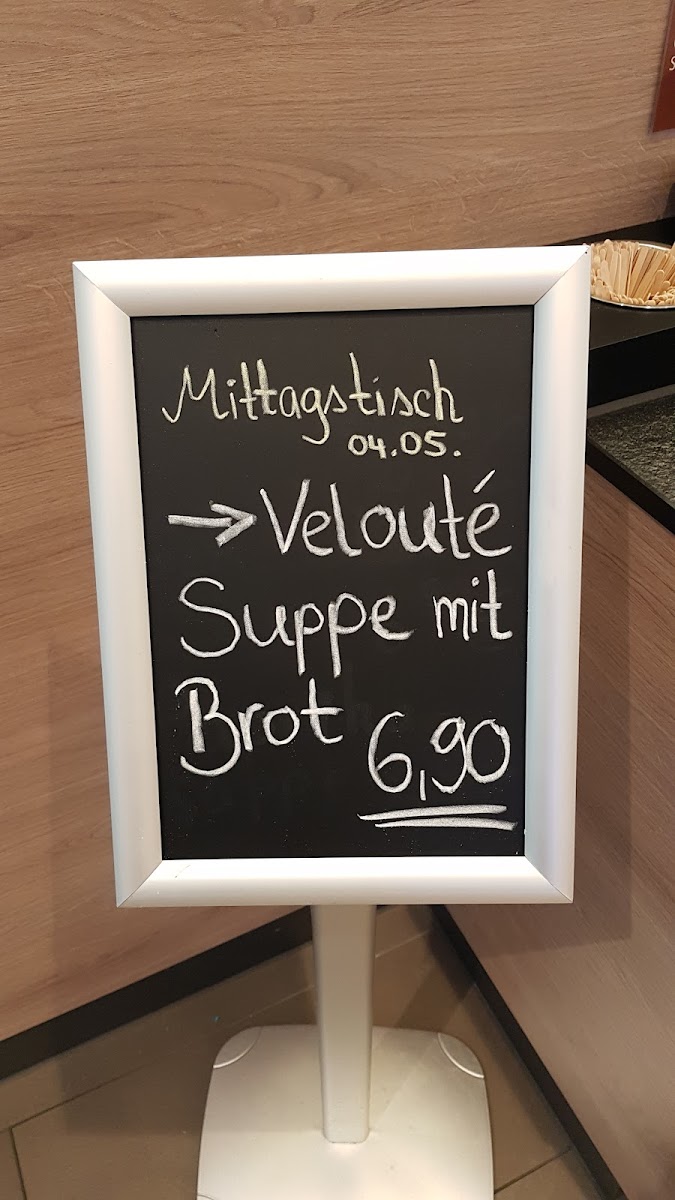 Mittagstisch
04.05.
→ Velouté
Suppe mit
Brot 6,90